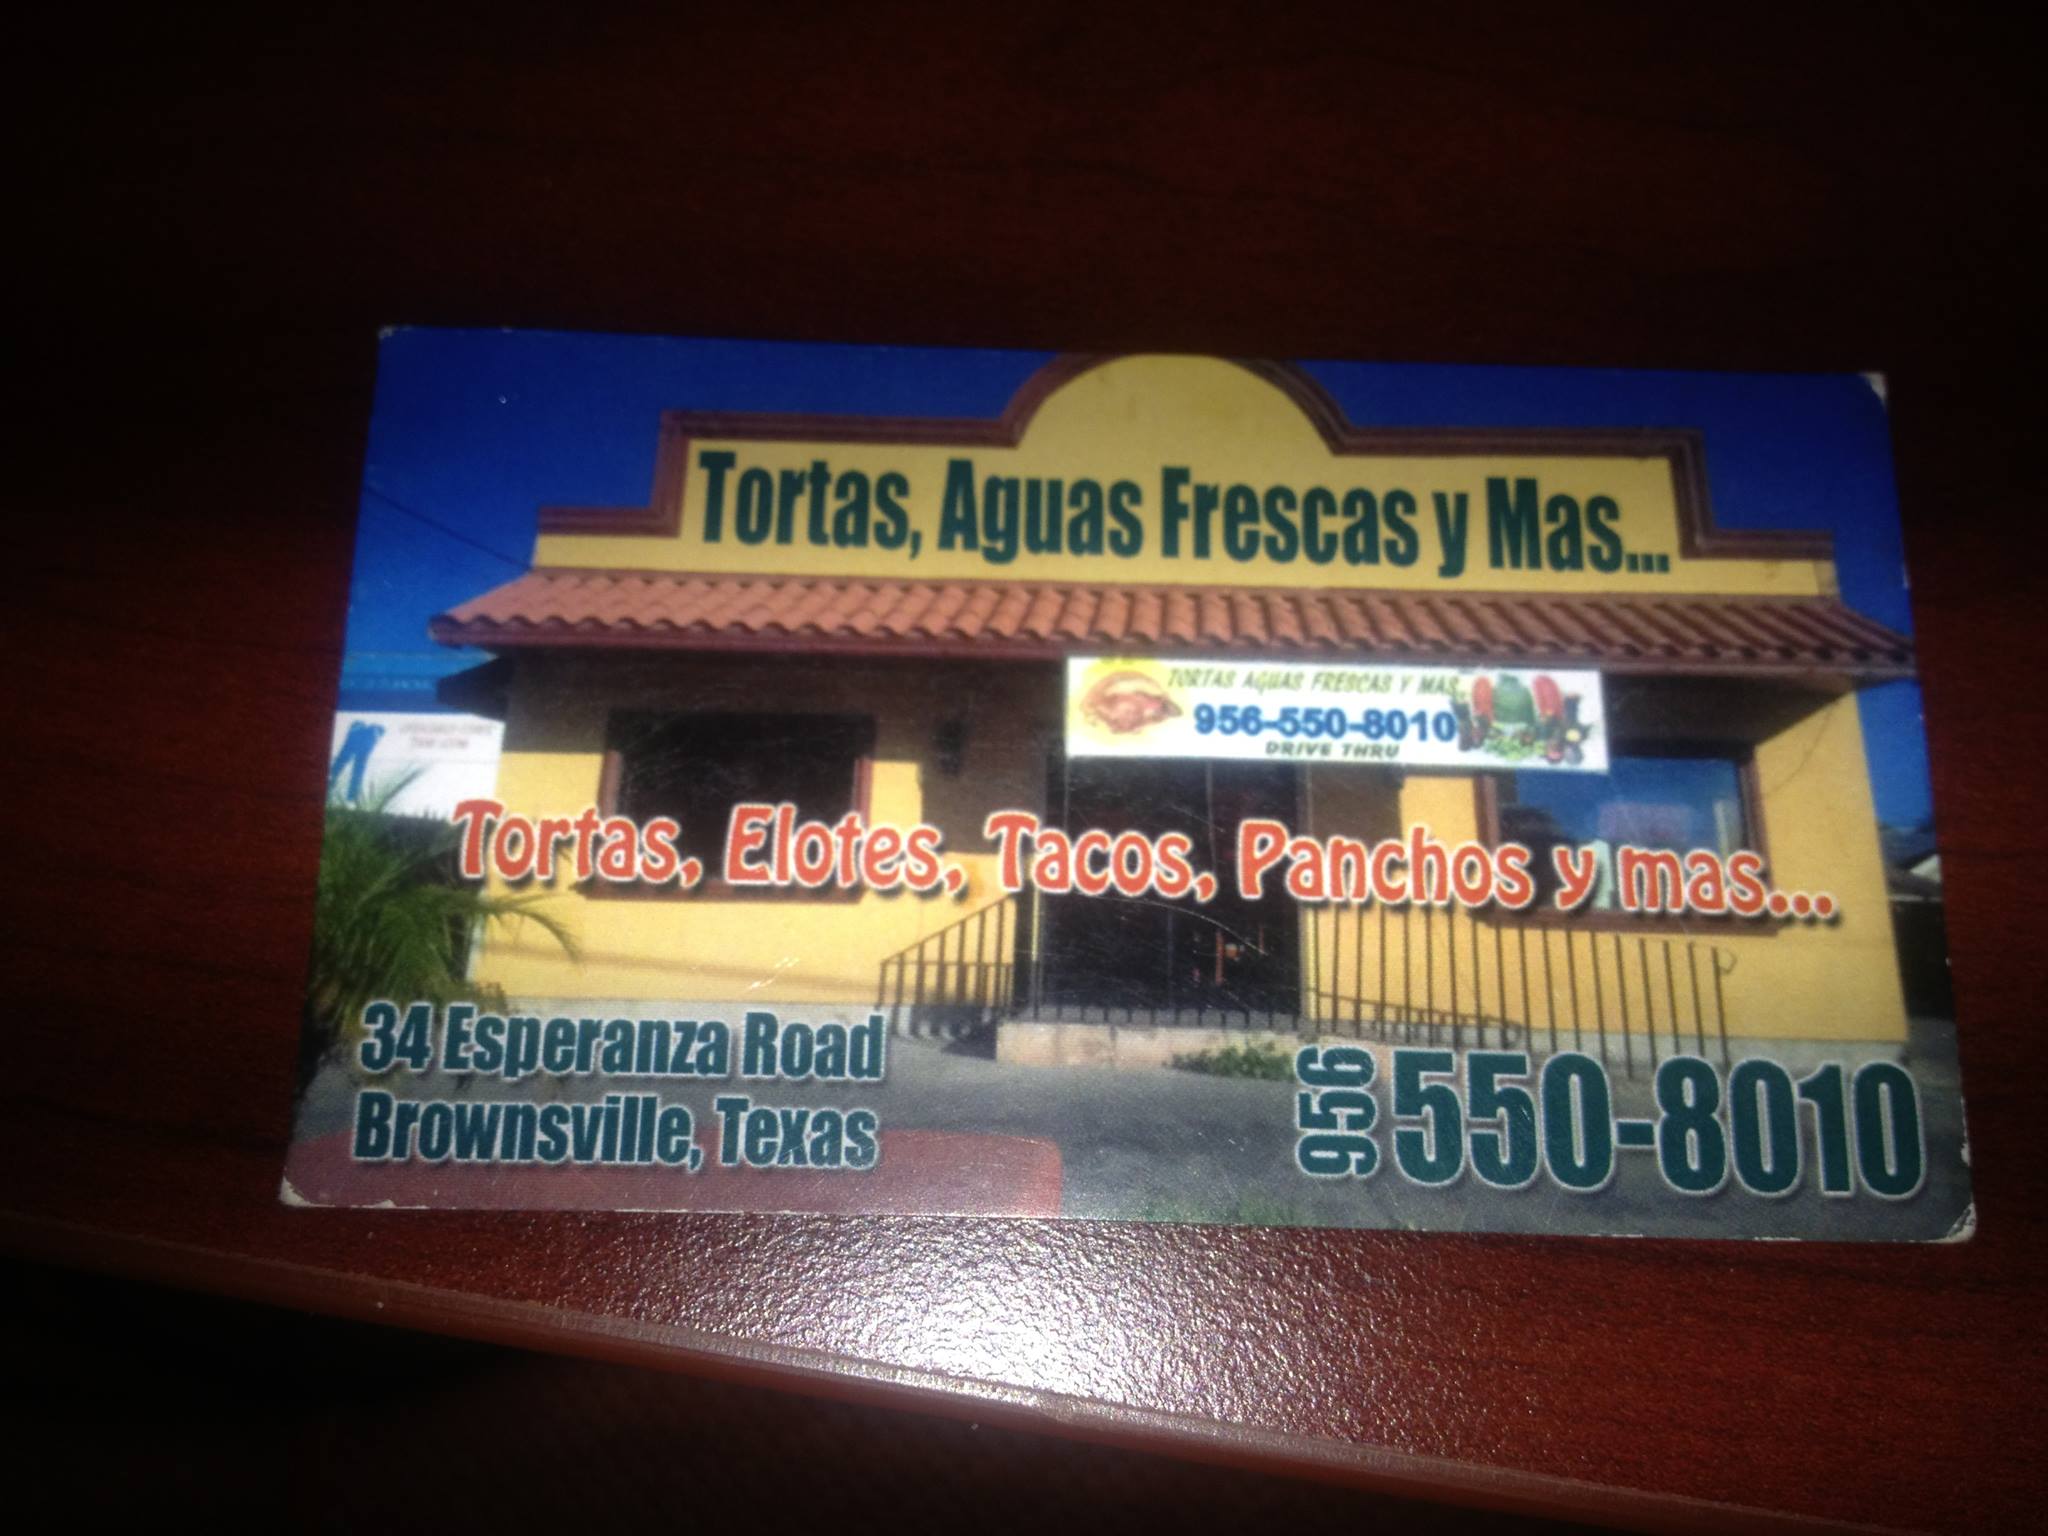 Tortas, Aguas Frescas y Mas...
TORTAS AGUAS FRESCAS Y MAS..
956-550-8010
DRIVE THRU
Tortas, Elotes, Tacos, Panchos y mas...
34 Esperanza Road
Brownsville, Texas
956 550-8010